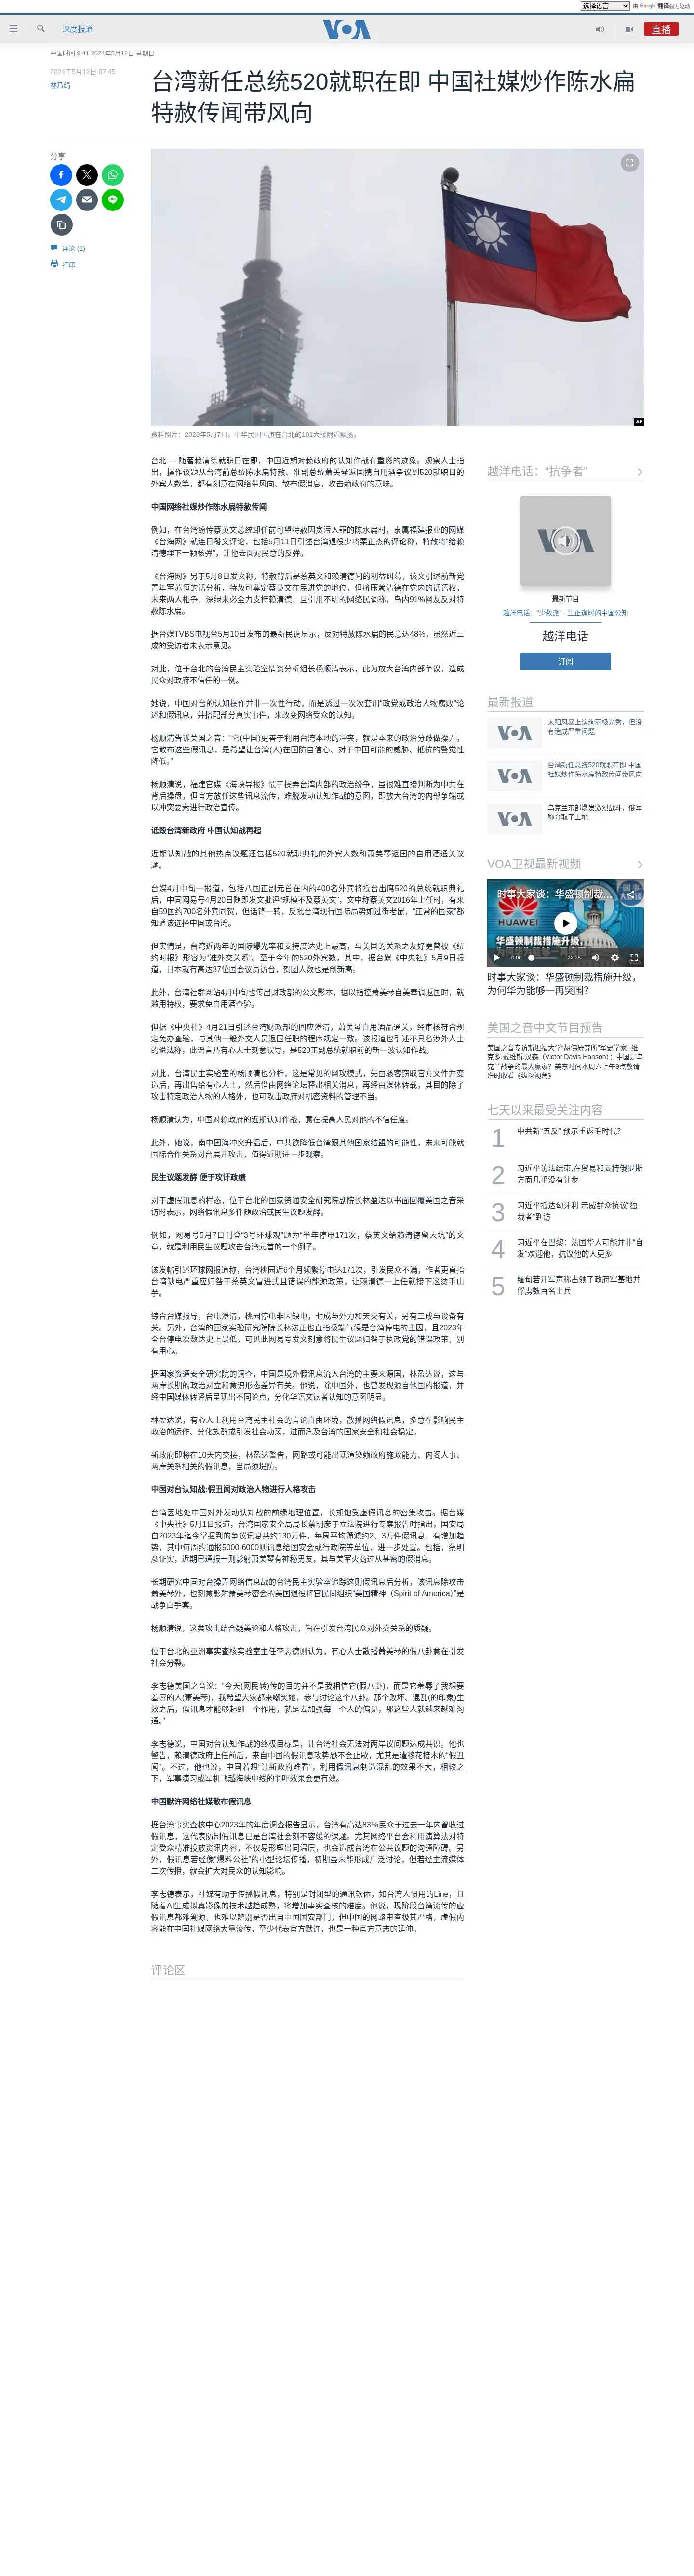 选择语言 由 Google 翻译强力驱动
深度报道 VOA 直播
中国时间 9:41 2024年5月12日 星期日
2024年5月12日 07:45
林乃绢
台湾新任总统520就职在即 中国社媒炒作陈水扁
特赦传闻带风向
分享
评论 (1)
打印
AP
资料照片：2023年5月7日，中华民国国旗在台北的101大楼附近飘扬。
台北 — 随著赖清德就职日在即，中国近期对赖政府的认知作战有重燃的迹象。观察人士指
出，操作议题从台湾前总统陈水扁特赦、准副总统萧美琴返国携自用酒争议到520就职日的
外宾人数等，都有刻意在网络带风向、散布假消息，攻击赖政府的意味。
中国网络社媒炒作陈水扁特赦传闻
例如，在台湾纷传蔡英文总统卸任前可望特赦因贪污入罪的陈水扁时，隶属福建报业的网媒
《台海网》就连日發文评论，包括5月11日引述台湾退役少将栗正杰的评论称，特赦将“给赖
清德埋下一颗核弹”，让他去面对民意的反弹。
《台海网》另于5月8日发文称，特赦背后是蔡英文和赖清德间的利益纠葛，该文引述前新党
青年军苏恒的话分析，特赦可奠定蔡英文在民进党的地位，但挤压赖清德在党内的话语权，
未来两人相争，深绿未必全力支持赖清德，且引用不明的网络民调称，岛内91%网友反对特
赦陈水扁。
据台媒TVBS电视台5月10日发布的最新民调显示，反对特赦陈水扁的民意达48%，虽然近三
成的受访者未表示意见。
对此，位于台北的台湾民主实验室情资分析组长杨顺清表示，此为放大台湾内部争议，造成
民众对政府不信任的一例。
她说，中国对台的认知操作并非一次性行动，而是透过一次次套用“政党或政治人物腐败”论
述和假讯息，并搭配部分真实事件，来改变网络受众的认知。
杨顺清告诉美国之音：“它(中国)更善于利用台湾本地的冲突，就是本来的政治分歧做操弄。
它散布这些假讯息，是希望让台湾(人)在国防自信心、对于中国可能的威胁、抵抗的警觉性
降低。”
杨顺清说，福建官媒《海峡导报》惯于操弄台湾内部的政治纷争，虽很难直接判断为中共在
背后操盘，但官方放任这些讯息流传，难脱发动认知作战的意图，即放大台湾的内部争端或
以冲突要素进行政治宣传。
诋毁台湾新政府 中国认知战再起
近期认知战的其他热点议题还包括520就职典礼的外宾人数和萧美琴返国的自用酒通关议
题。
台媒4月中旬一报道，包括八国正副元首在内的400名外宾将抵台出席520的总统就职典礼
后，中国网易号4月20日随即发文批评“规模不及蔡英文”，文中称蔡英文2016年上任时，有来
自59国约700名外宾同贺，但话锋一转，反批台湾现行国际局势如过街老鼠，“正常的国家”都
知道该选择中国或台湾。
但实情是，台湾近两年的国际曝光率和支持度达史上最高，与美国的关系之友好更曾被《纽
约时报》形容为“准外交关系”。至于今年的520外宾数，其中，据台媒《中央社》5月9日报
道，日本就有高达37位国会议员访台，贺团人数也是创新高。
此外，台湾社群网站4月中旬也传出财政部的公文影本，据以指控萧美琴自美奉调返国时，就
滥用特权，要求免自用酒查验。
但据《中央社》4月21日引述台湾财政部的回应澄清，萧美琴自用酒品通关，经审核符合规
定免办查验，与其他一般外交人员返国任职的程序规定一致。该报道也引述不具名涉外人士
的说法称，此谣言乃有心人士刻意误导，是520正副总统就职前的新一波认知作战。
对此，台湾民主实验室的杨顺清也分析，这是常见的网攻模式，先由骇客窃取官方文件并变
造后，再出售给有心人士，然后借由网络论坛释出相关消息，再经由媒体转载，其目的除了
攻击特定政治人物的人格外，也可攻击政府对机密资料的管理不当。
杨顺清认为，中国对赖政府的近期认知作战，意在提高人民对他的不信任度。
此外，她说，南中国海冲突升温后，中共欲降低台湾跟其他国家结盟的可能性，未来可能就
国际合作关系对台展开攻击，值得近期进一步观察。
民生议题发酵 便于攻讦政绩
对于虚假讯息的样态，位于台北的国家资通安全研究院副院长林盈达以书面回覆美国之音采
访时表示，网络假讯息多伴随政治或民生议题发酵。
例如，网易号5月7日刊登“3号环球观”题为“半年停电171次，蔡英文给赖清德留大坑”的文
章，就是利用民生议题攻击台湾元首的一个例子。
该发帖引述环球网报道称，台湾桃园近6个月频繁停电达171次，引发民众不满，作者更直指
台湾缺电严重应归咎于蔡英文冒进式且错误的能源政策，让赖清德一上任就接下这烫手山
芋。
综合台媒报导，台电澄清，桃园停电非因缺电，七成与外力和天灾有关，另有三成与设备有
关。另外，台湾的国家实验研究院院长林法正也直指极端气候是台湾停电的主因，且2023年
全台停电次数达史上最低，可见此网易号发文刻意将民生议题归咎于执政党的错误政策，别
有用心。
据国家资通安全研究院的调查，中国是境外假讯息流入台湾的主要来源国，林盈达说，这与
两岸长期的政治对立和意识形态差异有关。他说，除中国外，也曾发现源自他国的报道，并
经中国媒体转译后呈现出不同论点，分化华语文读者认知的意图明显。
林盈达说，有心人士利用台湾民主社会的言论自由环境，散播网络假讯息，多意在影响民主
政治的运作、分化族群或引发社会动荡，进而危及台湾的国家安全和社会稳定。
新政府即将在10天内交接，林盈达警告，网路或可能出现渲染赖政府施政能力、内阁人事、
两岸关系相关的假讯息，当局须堤防。
中国对台认知战:假丑闻对政治人物进行人格攻击
台湾因地处中国对外发动认知战的前缘地理位置，长期饱受虚假讯息的密集攻击。据台媒
《中央社》5月1日报道，台湾国家安全局局长蔡明彦于立法院进行专案报告时指出，国安局
自2023年迄今掌握到的争议讯息共约130万件，每周平均筛滤约2、3万件假讯息，有增加趋
势，其中每周约通报5000-6000则讯息给国安会或行政院等单位，进一步处置。包括，蔡明
彦证实，近期已通报一则影射萧美琴有神秘男友，其与美军火商过从甚密的假消息。
长期研究中国对台操弄网络信息战的台湾民主实验室追踪这则假讯息后分析，该讯息除攻击
萧美琴外，也刻意影射萧美琴密会的美国退役将官民间组织“美国精神（Spirit of America）”是
战争白手套。
杨顺清说，这类攻击结合疑美论和人格攻击，旨在引发台湾民众对外交关系的质疑。
位于台北的亚洲事实查核实验室主任李志德则认为，有心人士散播萧美琴的假八卦意在引发
社会分裂。
李志德美国之音说：“今天(网民转)传的目的并不是我相信它(假八卦)，而是它羞辱了我想要
羞辱的人(萧美琴)，我希望大家都来嘲笑她，参与讨论这个八卦。那个败坏、混乱(的印象)生
效之后，假讯息才能够起到一个作用，就是去加强每一个人的偏见，那这些人就越来越难沟
通。”
李志德说，中国对台认知作战的终极目标是，让台湾社会无法对两岸议问题达成共识。他也
警告，赖清德政府上任前后，来自中国的假讯息攻势恐不会止歇，尤其是遭移花接木的“假丑
闻”。不过，他也说，中国若想“让新政府难看”，利用假讯息制造混乱的效果不大，相较之
下，军事演习或军机飞越海峡中线的恫吓效果会更有效。
中国默许网络社媒散布假讯息
据台湾事实查核中心2023年的年度调查报告显示，台湾有高达83%民众于过去一年内曾收过
假讯息，这代表防制假讯息已是台湾社会刻不容缓的课题。尤其网络平台会利用演算法对特
定受众精准投放资讯内容，不仅易形塑出同温层，也会造成台湾在公共议题的沟通障碍。另
外，假讯息若经像“爆料公社”的小型论坛传播，初期虽未能形成广泛讨论，但若经主流媒体
二次传播，就会扩大对民众的认知影响。
李志德表示，社媒有助于传播假讯息，特别是封闭型的通讯软体，如台湾人惯用的Line，且
随着AI生成拟真影像的技术越趋成熟，将增加事实查核的难度。他说，现阶段台湾流传的虚
假讯息都难溯源，也难以辨别是否出自中国国安部门，但中国的网路审查极其严格，虚假内
容能在中国社媒网络大量流传，至少代表官方默许，也是一种官方意志的延伸。
评论区
越洋电话：“抗争者”
VOA
最新节目
越洋电话：“少数派” - 生正逢时的中国公知
越洋电话
订阅
最新报道
VOA
太阳风暴上演绚丽极光秀，但没
有造成严重问题
VOA
台湾新任总统520就职在即 中国
社媒炒作陈水扁特赦传闻带风向
VOA
乌克兰东部爆发激烈战斗，俄军
称夺取了土地
VOA卫视最新视频
时事大家谈：华盛顿制裁...
HUAWEI
华盛顿制裁措施升级，
0:00 22:25
时事大家谈：华盛顿制裁措施升级，
为何华为能够一再突围？
美国之音中文节目预告
美国之音专访斯坦福大学“胡佛研究所”军史学家--维
克多.戴维斯.汉森（Victor Davis Hanson）：中国是乌
克兰战争的最大赢家？美东时间本周六上午9点敬请
准时收看《纵深视角》
七天以来最受关注内容
1 中共新“五反” 预示重返毛时代？
2 习近平访法结束,在贸易和支持俄罗斯
方面几乎没有让步
3 习近平抵达匈牙利 示威群众抗议“独
裁者”到访
4 习近平在巴黎：法国华人可能并非“自
发”欢迎他，抗议他的人更多
5 缅甸若开军声称占领了政府军基地并
俘虏数百名士兵